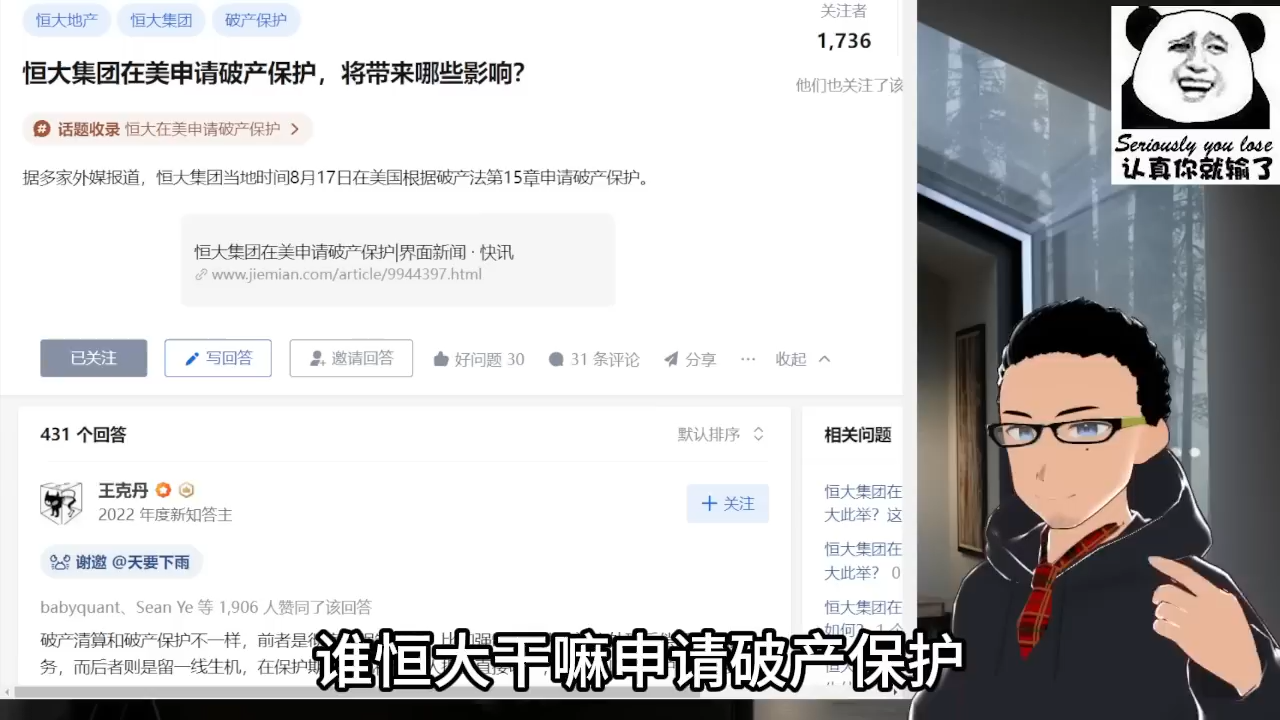 恒大地产 恒大集团 破产保护
关注者
1,736
恒大集团在美申请破产保护，将带来哪些影响？
他们也关注了该
话题收录 恒大在美申请破产保护
据多家外媒报道，恒大集团当地时间8月17日在美国根据破产法第15章申请破产保护。
恒大集团在美申请破产保护|界面新闻 · 快讯
www.jiemian.com/article/9944397.html
已关注 写回答 邀请回答 好问题 30 31 条评论 分享 ··· 收起
431 个回答
默认排序
王克丹
2022 年度新知答主
+ 关注
谢邀 @天要下雨
babyquant、Sean Ye 等 1,906 人赞同了该回答
破产清算和破产保护不一样，前者是很
务，而后者则是留一线生机，在保护期
相关问题
恒大集团在
大此举？这
恒大集团在
大此举？ 0
恒大集团在
如何？ 1 个
谁恒大干嘛申请破产保护
Seriously you lose
认真你就输了